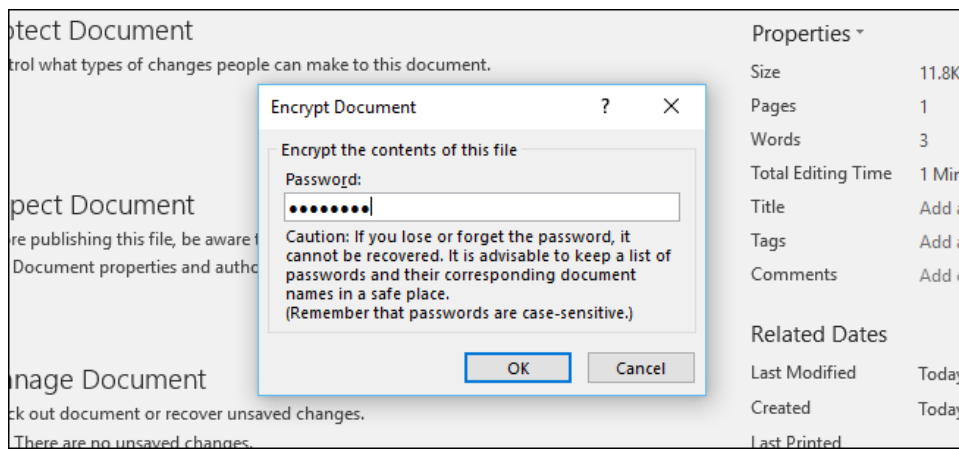 otect Document
trol what types of changes people can make to this document.
pect Document
re publishing this file, be aware t
Document properties and autho
anage Document
ck out document or recover unsaved changes.
There are no unsaved changes.
Encrypt Document ? X
Encrypt the contents of this file
Password:
••••••••
Caution: If you lose or forget the password, it
cannot be recovered. It is advisable to keep a list of
passwords and their corresponding document
names in a safe place.
(Remember that passwords are case-sensitive.)
OK Cancel
Properties
Size 11.8K
Pages 1
Words 3
Total Editing Time 1 Min
Title Add a
Tags Add a
Comments Add
Related Dates
Last Modified Today
Created Today
Last Printed